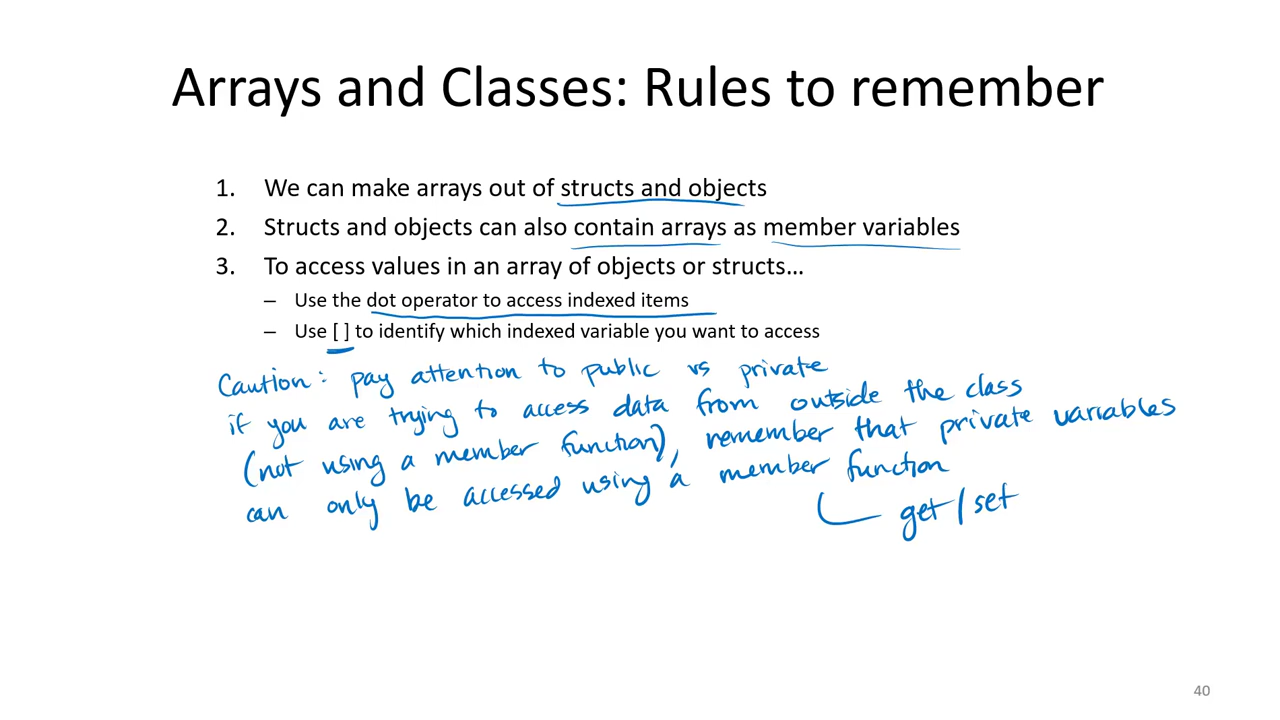 Arrays and Classes: Rules to remember
1. We can make arrays out of structs and objects
2. Structs and objects can also contain arrays as member variables
3. To access values in an array of objects or structs…
– Use the dot operator to access indexed items
– Use [ ] to identify which indexed variable you want to access
Caution: pay attention to public vs private
if you are trying to access data from outside the class
(not using a member function), remember that private variables
can only be accessed using a member function
get/set
40